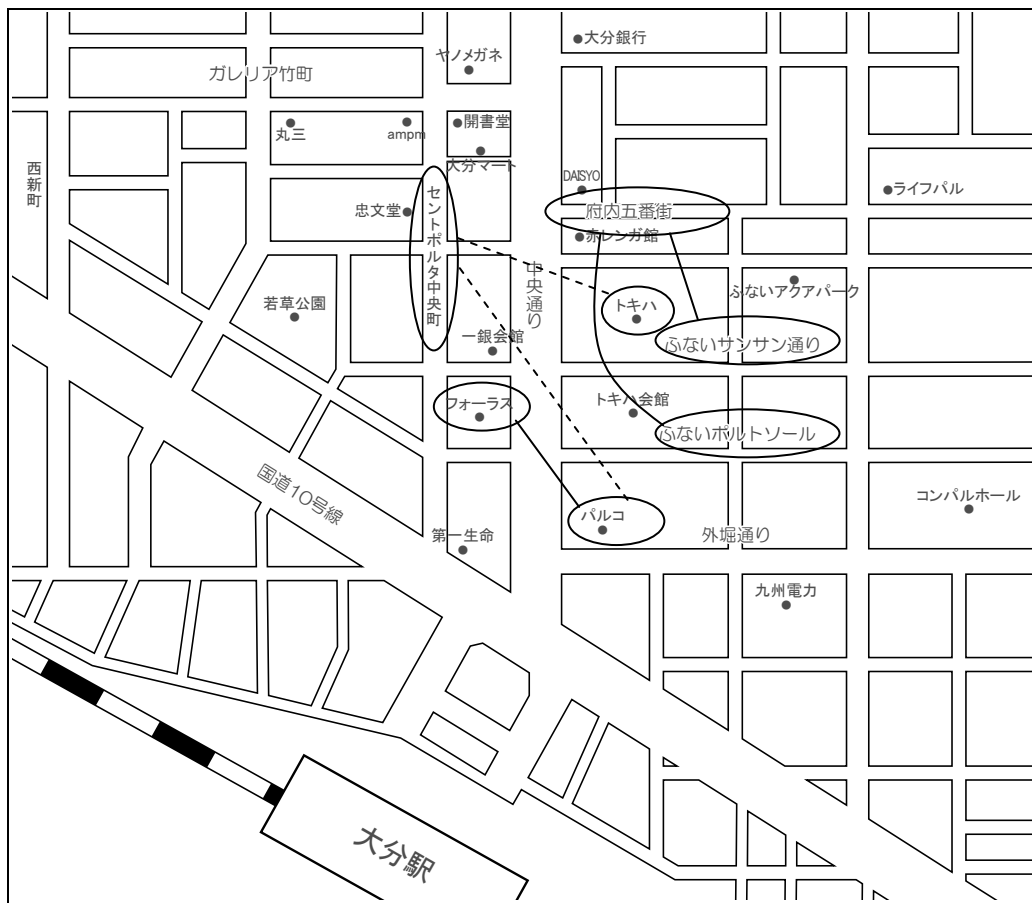 大分銀行
ヤノメガネ
ガレリア竹町
丸三
ampm
開書堂
大分マート
西新町
DAISYO
ライフパル
忠文堂
セントポルタ中央町
府内五番街
赤レンガ館
中央通り
ふないアクアパーク
若草公園
トキハ
一銀会館
ふないサンサン通り
フォーラス
トキハ会館
ふないポルトソール
国道10号線
コンパルホール
パルコ
第一生命
外堀通り
九州電力
大分駅